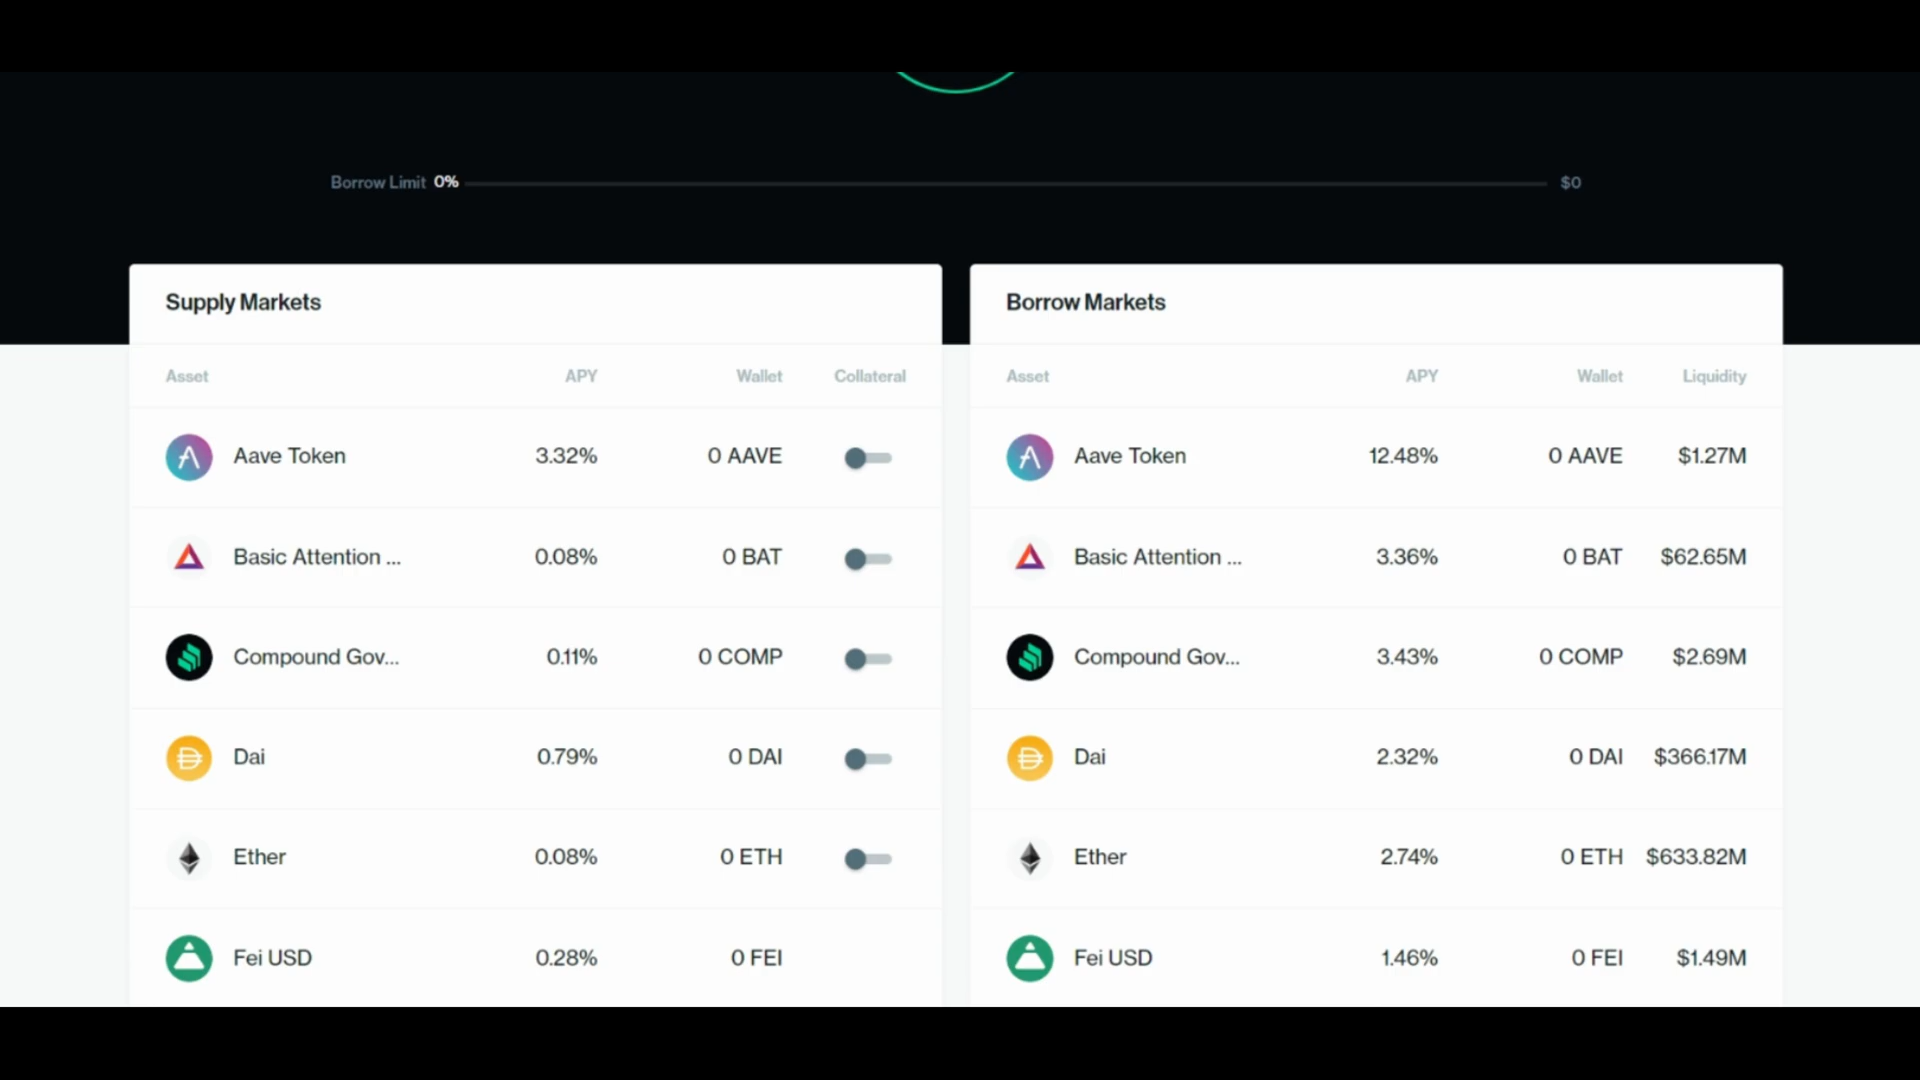 Borrow Limit 0% $0
Supply Markets
Asset APY Wallet Collateral
Aave Token 3.32% 0 AAVE
Basic Attention ... 0.08% 0 BAT
Compound Gov... 0.11% 0 COMP
Dai 0.79% 0 DAI
Ether 0.08% 0 ETH
Fei USD 0.28% 0 FEI
Borrow Markets
Asset APY Wallet Liquidity
Aave Token 12.48% 0 AAVE $1.27M
Basic Attention ... 3.36% 0 BAT $62.65M
Compound Gov... 3.43% 0 COMP $2.69M
Dai 2.32% 0 DAI $366.17M
Ether 2.74% 0 ETH $633.82M
Fei USD 1.46% 0 FEI $1.49M